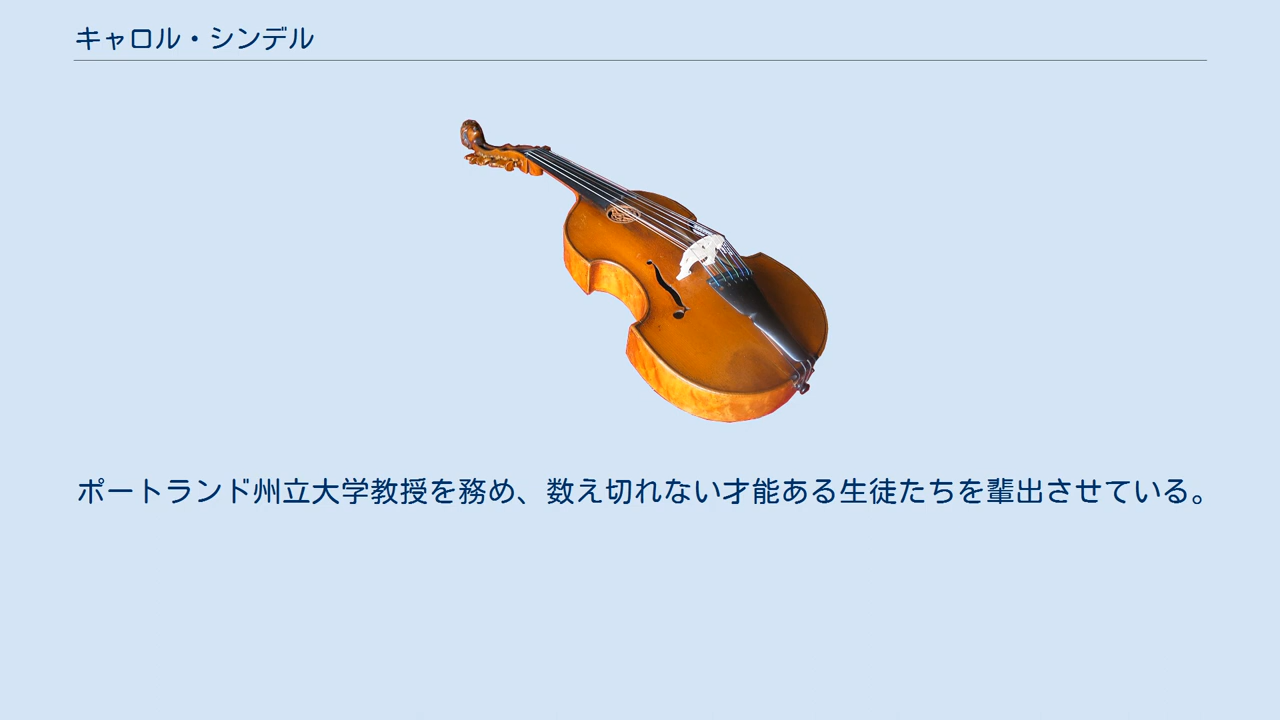 キャロル・シンデル
ポートランド州立大学教授を務め、数え切れない才能ある生徒たちを輩出させている。